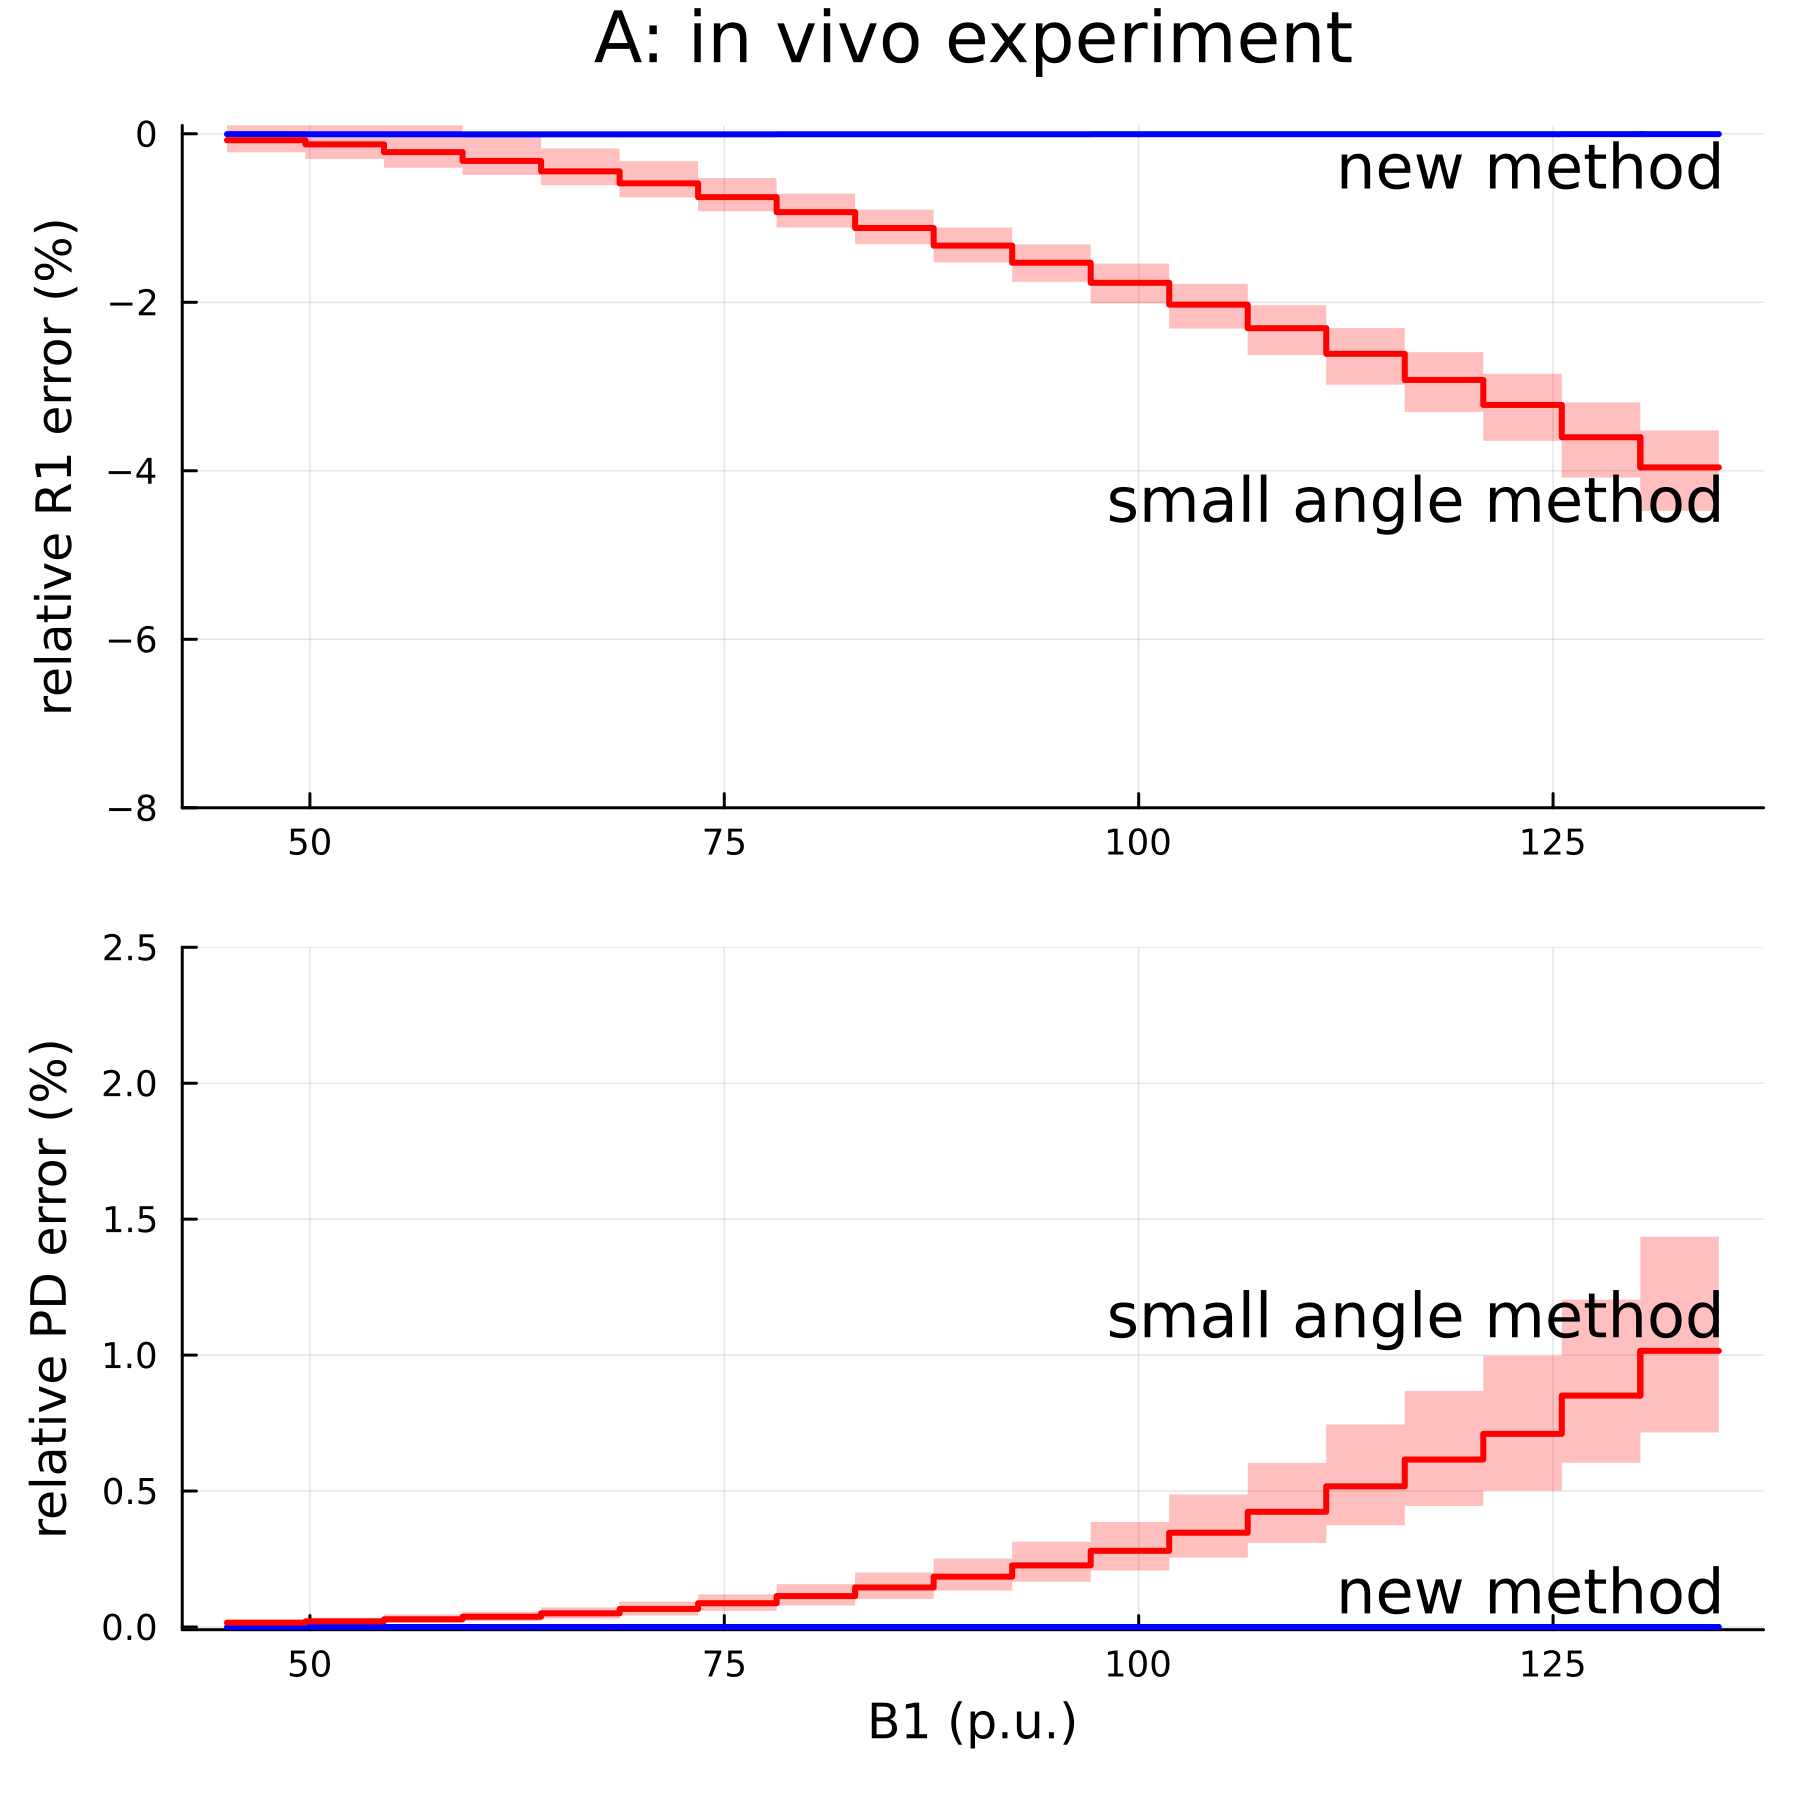 A: in vivo experiment
relative R1 error (%)
0
−2
−4
−6
−8
new method
small angle method
50 75 100 125
relative PD error (%)
2.5
2.0
1.5
1.0
0.5
0.0
small angle method
new method
50 75 100 125
B1 (p.u.)